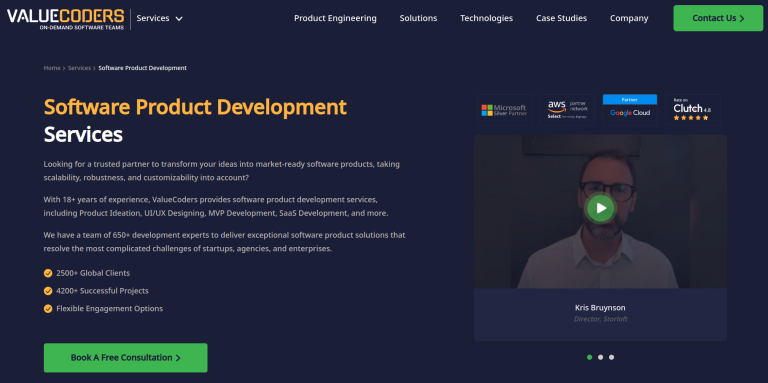 VALUECODERS
ON-DEMAND SOFTWARE TEAMS
Services
Product Engineering
Solutions
Technologies
Case Studies
Company
Contact Us
Home > Services > Software Product Development
Software Product Development
Services
Looking for a trusted partner to transform your ideas into market-ready software products, taking
scalability, robustness, and customizability into account?
With 18+ years of experience, ValueCoders provides software product development services,
including Product Ideation, UI/UX Designing, MVP Development, SaaS Development, and more.
We have a team of 650+ development experts to deliver exceptional software product solutions that
resolve the most complicated challenges of startups, agencies, and enterprises.
2500+ Global Clients
4200+ Successful Projects
Flexible Engagement Options
Book A Free Consultation
Microsoft
Silver Partner
aws
partner
network
Select
Partner
Google Cloud
Rate on
Clutch 4.8
Kris Bruynson
Director, Storloft